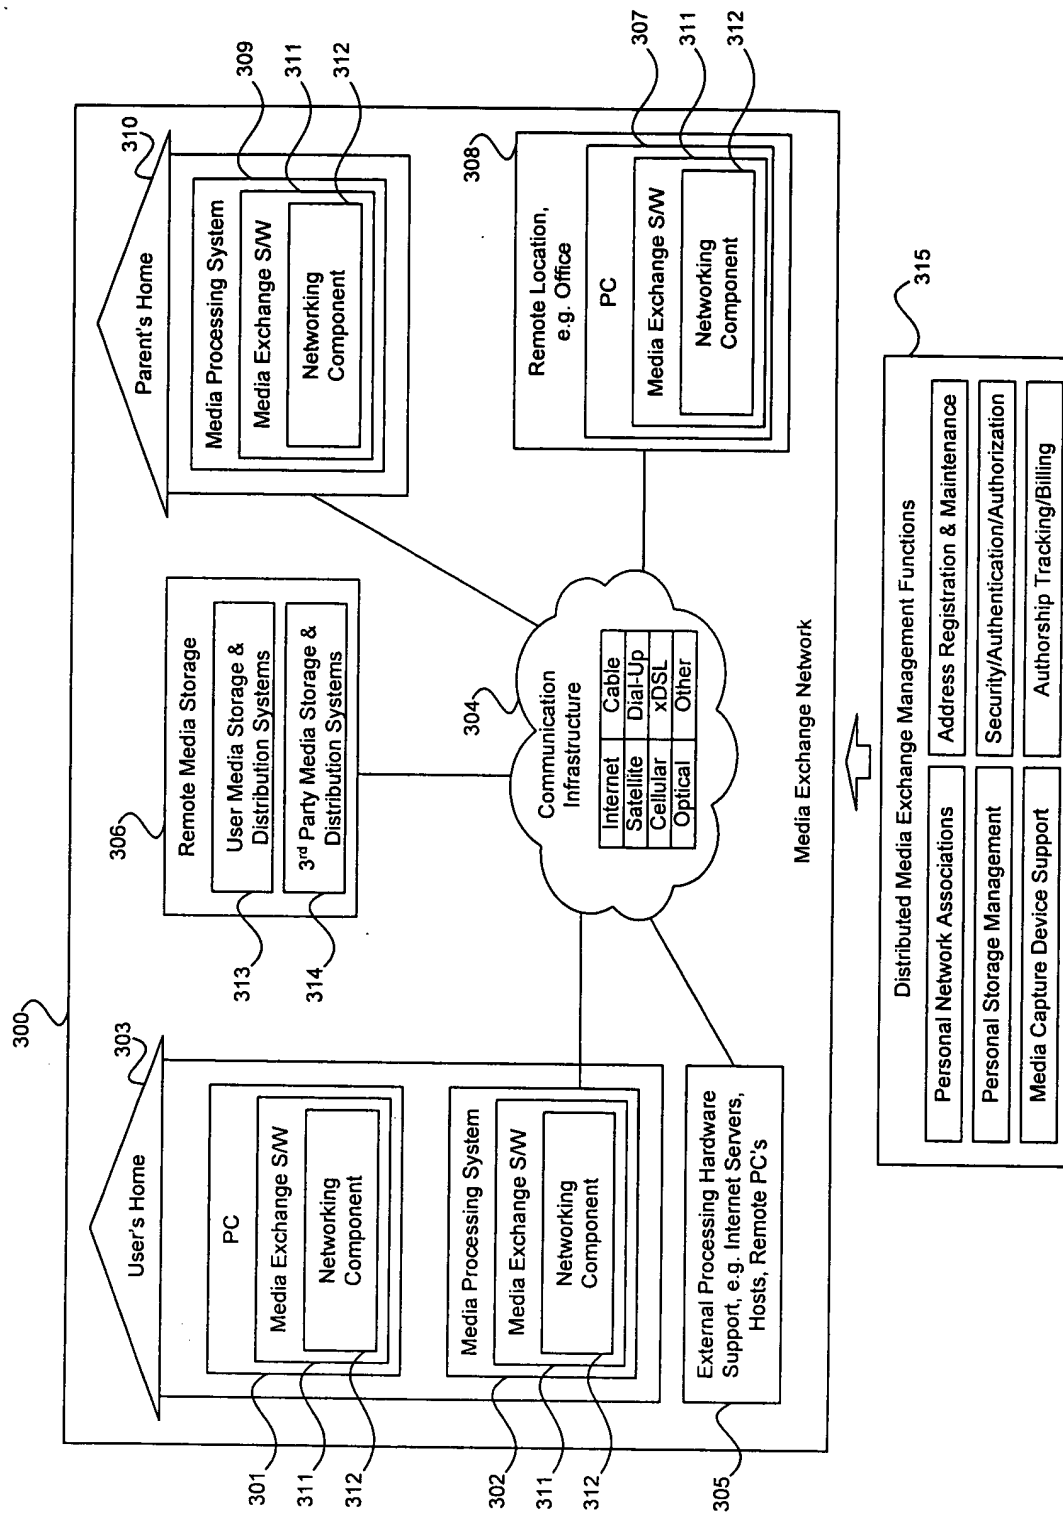 300
303
User's Home
PC
Media Exchange S/W
Networking
Component
301
311
312
Media Processing System
Media Exchange S/W
Networking
Component
302
311
312
External Processing Hardware
Support, e.g. Internet Servers,
Hosts, Remote PC's
305
306
Remote Media Storage
User Media Storage &
Distribution Systems
3rd Party Media Storage &
Distribution Systems
313
314
304
Communication
Infrastructure
Internet Cable
Satellite Dial-Up
Cellular xDSL
Optical Other
310
Parent's Home
Media Processing System
Media Exchange S/W
Networking
Component
309
311
312
308
Remote Location,
e.g. Office
PC
Media Exchange S/W
Networking
Component
307
311
312
Media Exchange Network
315
Distributed Media Exchange Management Functions
Personal Network Associations
Address Registration & Maintenance
Personal Storage Management
Security/Authentication/Authorization
Media Capture Device Support
Authorship Tracking/Billing